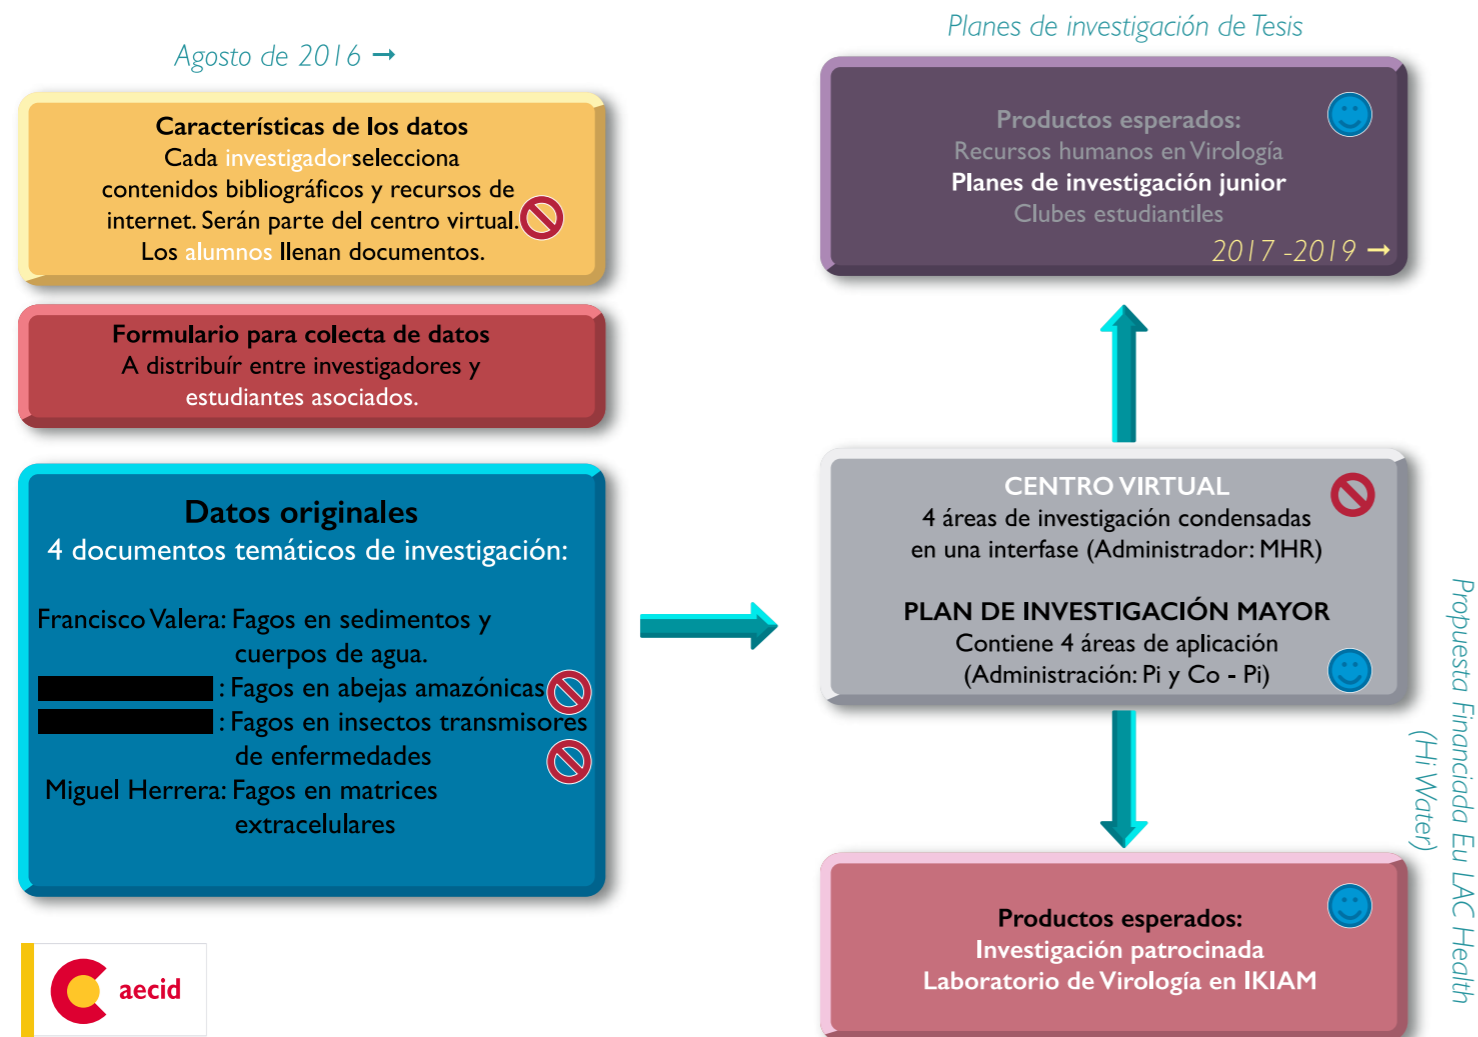 Agosto de 2016 →
Características de los datos
Cada investigador selecciona
contenidos bibliográficos y recursos de
internet. Serán parte del centro virtual.
Los alumnos llenan documentos.
Formulario para colecta de datos
A distribuír entre investigadores y
estudiantes asociados.
Datos originales
4 documentos temáticos de investigación:
Francisco Valera: Fagos en sedimentos y
cuerpos de agua.
: Fagos en abejas amazónicas
: Fagos en insectos transmisores
de enfermedades
Miguel Herrera: Fagos en matrices
extracelulares
aecid
Planes de investigación de Tesis
Productos esperados:
Recursos humanos en Virología
Planes de investigación junior
Clubes estudiantiles
2017 -2019 →
CENTRO VIRTUAL
4 áreas de investigación condensadas
en una interfase (Administrador: MHR)
PLAN DE INVESTIGACIÓN MAYOR
Contiene 4 áreas de aplicación
(Administración: Pi y Co - Pi)
Productos esperados:
Investigación patrocinada
Laboratorio de Virología en IKIAM
Propuesta Financiada Eu LAC Health
(Hi Water)